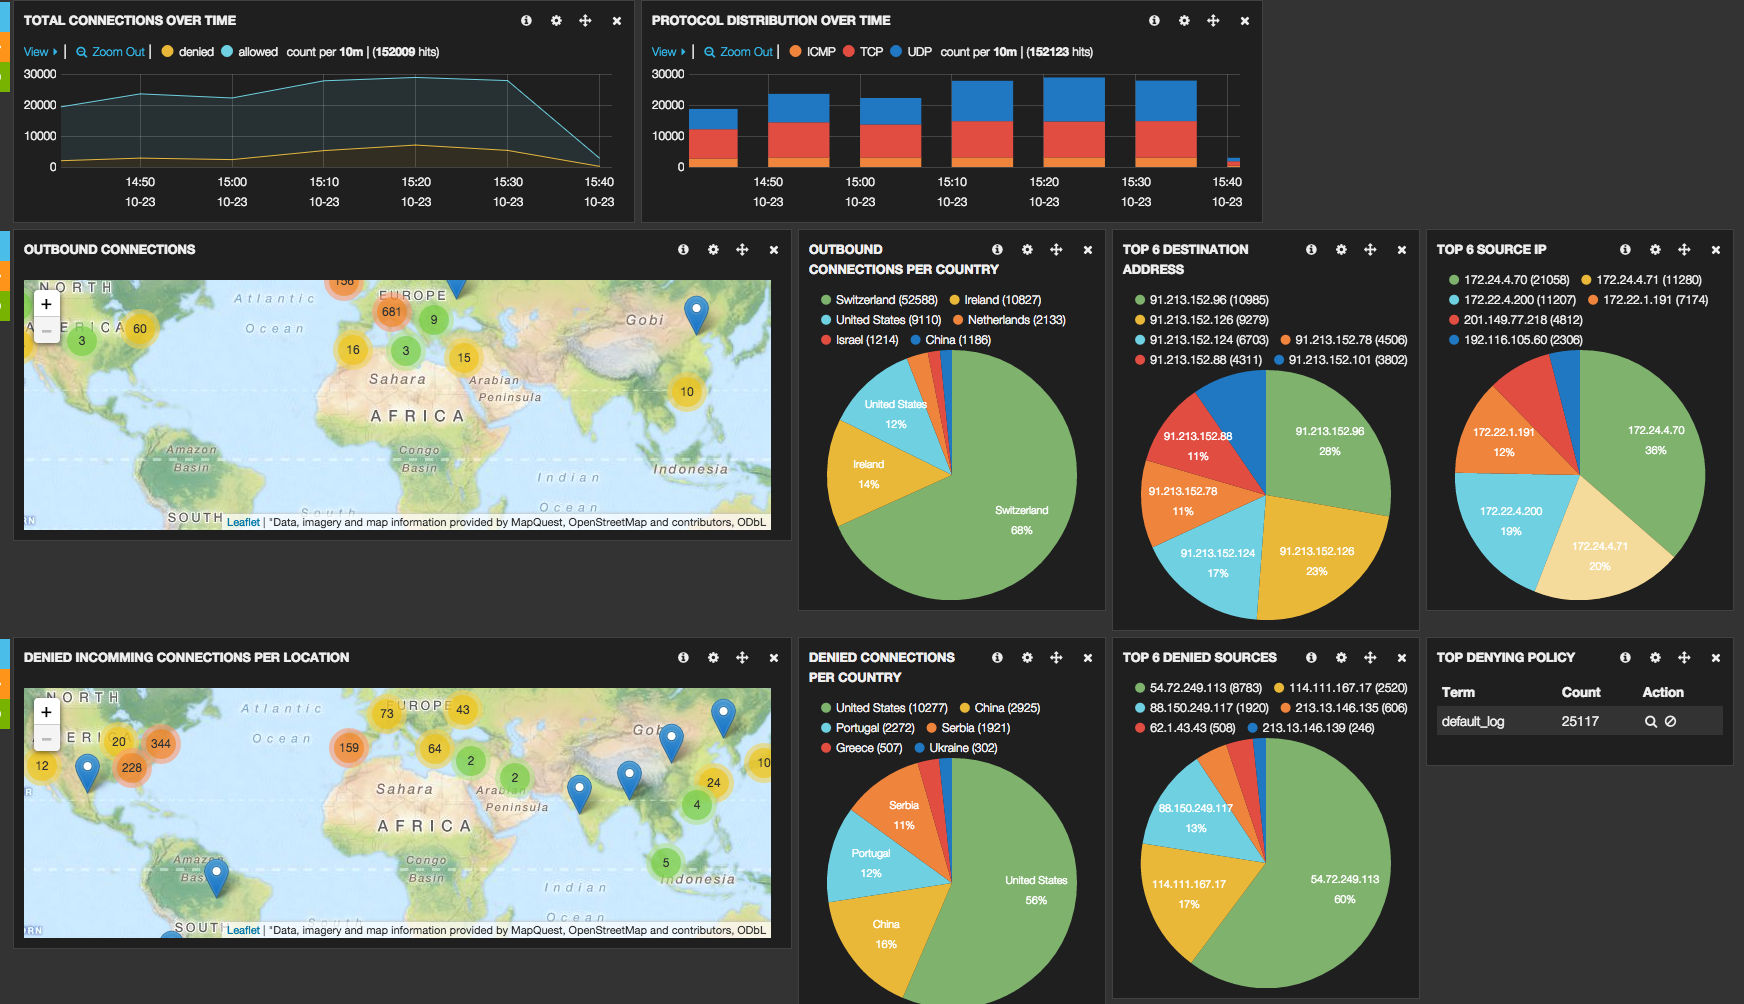 TOTAL CONNECTIONS OVER TIME
View | Zoom Out | denied allowed count per 10m | (152009 hits)
30000
20000
10000
0
14:50 15:00 15:10 15:20 15:30 15:40
10-23 10-23 10-23 10-23 10-23 10-23
PROTOCOL DISTRIBUTION OVER TIME
View | Zoom Out | ICMP TCP UDP count per 10m | (152123 hits)
30000
20000
10000
0
14:50 15:00 15:10 15:20 15:30 15:40
10-23 10-23 10-23 10-23 10-23 10-23
OUTBOUND CONNECTIONS
+
−
NORTH
Atlantic
Ocean
EUROPE
Gobi
156
681
9
60
3
16
3
15
10
Sahara
Arabian
Peninsula
AFRICA
Amazon
Basin
Congo
Basin
Indian
Ocean
Indonesia
SOUTH
Leaflet | "Data, imagery and map information provided by MapQuest, OpenStreetMap and contributors, ODbL
OUTBOUND
CONNECTIONS PER COUNTRY
Switzerland (52588) Ireland (10827)
United States (9110) Netherlands (2133)
Israel (1214) China (1186)
United States
12%
Ireland
14%
Switzerland
68%
TOP 6 DESTINATION
ADDRESS
91.213.152.96 (10985)
91.213.152.126 (9279)
91.213.152.124 (6703) 91.213.152.78 (4506)
91.213.152.88 (4311) 91.213.152.101 (3802)
91.213.152.96
28%
91.213.152.88
11%
91.213.152.78
11%
91.213.152.124
17%
91.213.152.126
23%
TOP 6 SOURCE IP
172.24.4.70 (21058) 172.24.4.71 (11280)
172.22.4.200 (11207) 172.22.1.191 (7174)
201.149.77.218 (4812)
192.116.105.60 (2306)
172.24.4.70
36%
172.22.1.191
12%
172.22.4.200
19%
172.24.4.71
20%
DENIED INCOMMING CONNECTIONS PER LOCATION
+
−
NORTH
Atlantic
Ocean
73
43
20
344
12
228
159
64
2
2
10
24
4
5
Sahara
Peninsula
AFRICA
Congo
Basin
Indian
Ocean
Indonesia
Leaflet | "Data, imagery and map information provided by MapQuest, OpenStreetMap and contributors, ODbL
DENIED CONNECTIONS
PER COUNTRY
United States (10277) China (2925)
Portugal (2272) Serbia (1921)
Greece (507) Ukraine (302)
Serbia
11%
Portugal
12%
United States
56%
China
16%
TOP 6 DENIED SOURCES
54.72.249.113 (8783) 114.111.167.17 (2520)
88.150.249.117 (1920) 213.13.146.135 (606)
62.1.43.43 (508) 213.13.146.139 (246)
88.150.249.117
13%
114.111.167.17
17%
54.72.249.113
60%
TOP DENYING POLICY
Term Count Action
default_log 25117